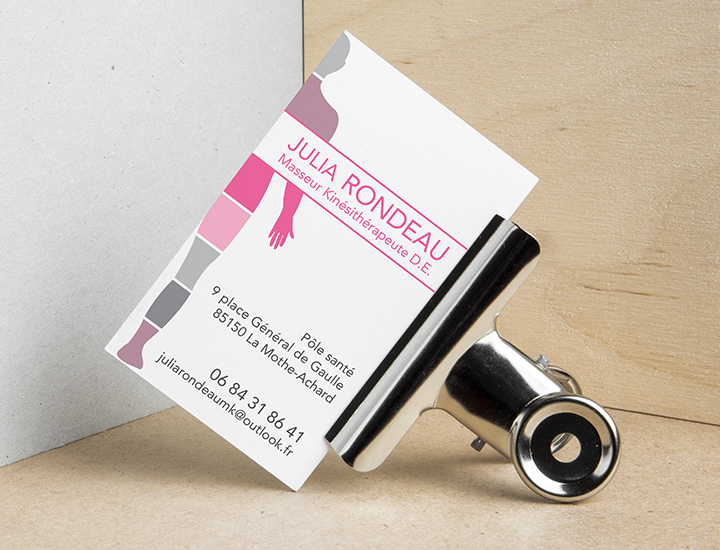 JULIA RONDEAU
Masseur Kinésithérapeute D.E.
Pôle santé
9 place Général de Gaulle
85150 La Mothe-Achard
06 84 31 86 41
juliarondeaumk@outlook.fr